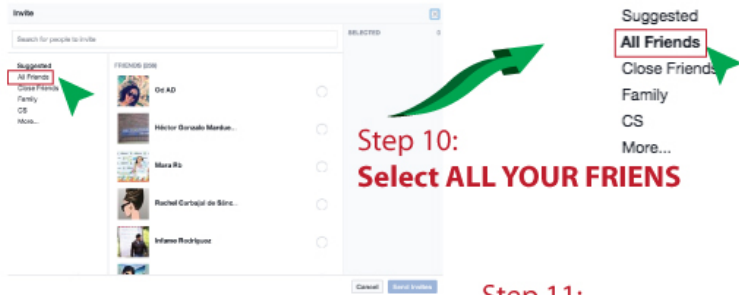 Invite
Search for people to invite
SELECTED
Suggested
All Friends
Close Friends
Family
CS
More...
FRIENDS
Od AD
Héctor Gonzalo Mardue...
Mara Rb
Rachel Carbajal de Sánc...
Infame Rodriguez
Cancel
Send Invites
Suggested
All Friends
Close Friends
Family
CS
More...
Step 10:
Select ALL YOUR FRIENS
Step 11: